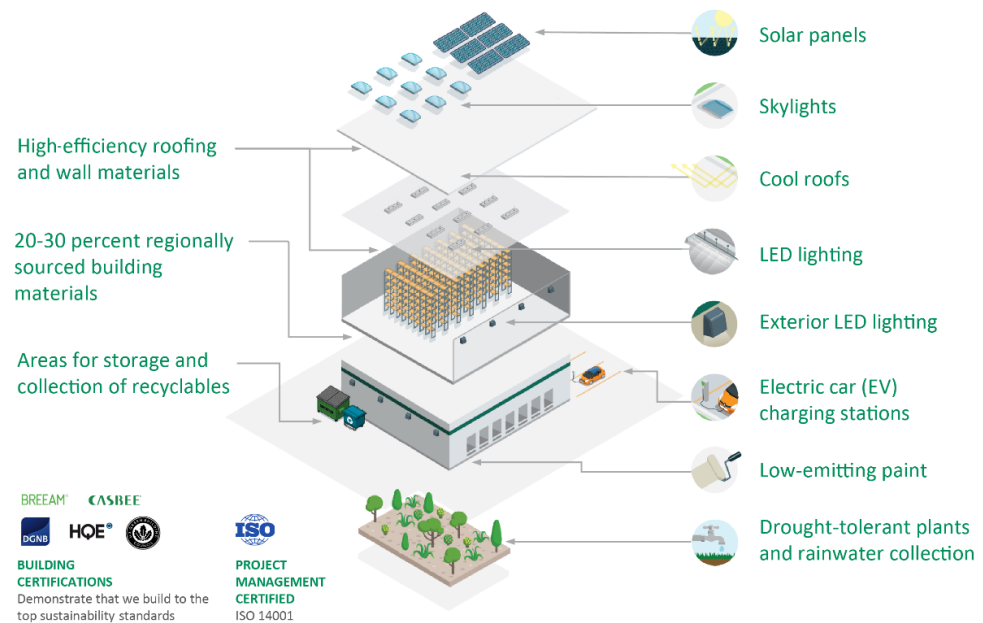 Solar panels
Skylights
High-efficiency roofing
and wall materials
Cool roofs
20-30 percent regionally
sourced building
materials
LED lighting
Exterior LED lighting
Areas for storage and
collection of recyclables
Electric car (EV)
charging stations
Low-emitting paint
Drought-tolerant plants
and rainwater collection
BREEAM®
CASBEE®
DGNB
HQE
ISO
BUILDING
CERTIFICATIONS
Demonstrate that we build to the
top sustainability standards
PROJECT
MANAGEMENT
CERTIFIED
ISO 14001